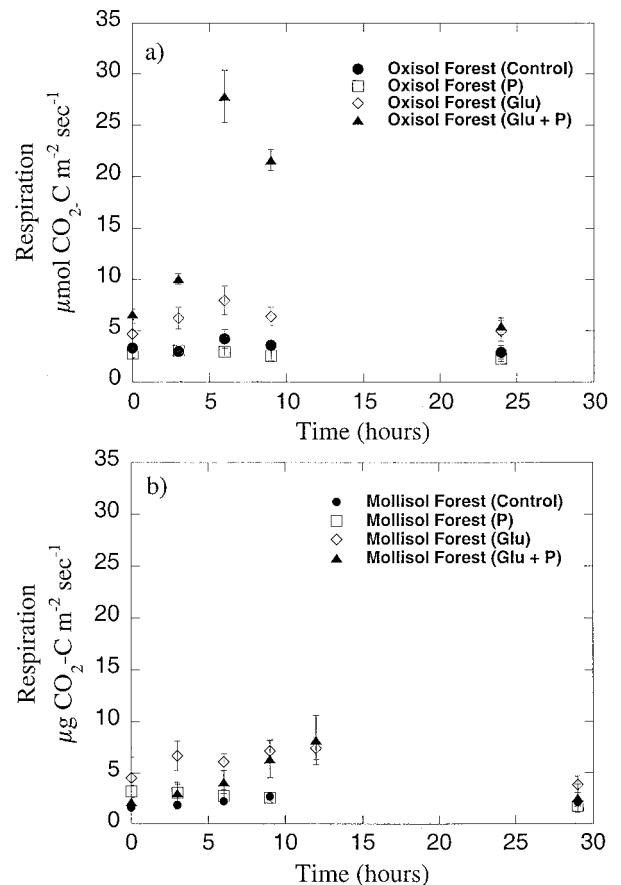 a)
Oxisol Forest (Control)
Oxisol Forest (P)
Oxisol Forest (Glu)
Oxisol Forest (Glu + P)
35
30
25
20
15
10
5
0
Respiration
µmol CO₂-C m⁻² sec⁻¹
0 5 10 15 20 25 30
Time (hours)
b)
Mollisol Forest (Control)
Mollisol Forest (P)
Mollisol Forest (Glu)
Mollisol Forest (Glu + P)
35
30
25
20
15
10
5
0
Respiration
µg CO₂-C m⁻² sec⁻¹
0 5 10 15 20 25 30
Time (hours)